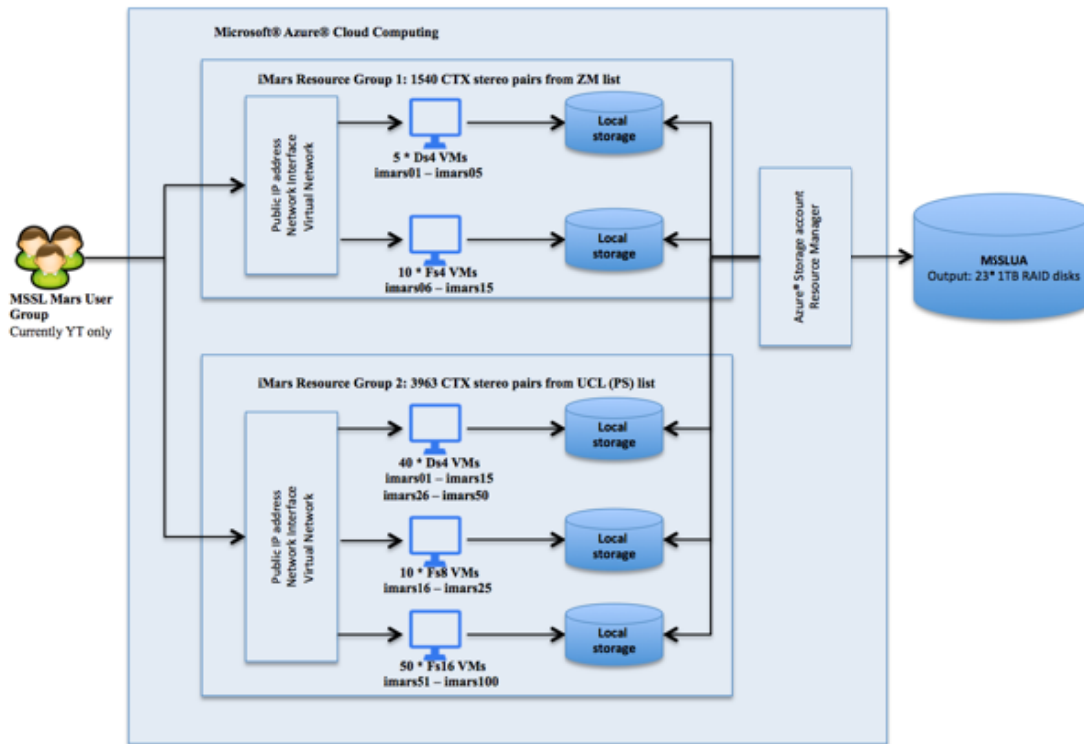 Microsoft® Azure® Cloud Computing
iMars Resource Group 1: 1540 CTX stereo pairs from ZM list
Public IP address
Network Interface
Virtual Network
5 * Ds4 VMs
imars01 – imars05
Local
storage
10 * Fs4 VMs
imars06 – imars15
Local
storage
MSSL Mars User
Group
Currently YT only
Azure® Storage account
Resource Manager
MSSLUA
Output: 23* 1TB RAID disks
iMars Resource Group 2: 3963 CTX stereo pairs from UCL (PS) list
Public IP address
Network Interface
Virtual Network
40 * Ds4 VMs
imars01 – imars15
imars26 – imars50
Local
storage
10 * Fs8 VMs
imars16 – imars25
Local
storage
50 * Fs16 VMs
imars51 – imars100
Local
storage